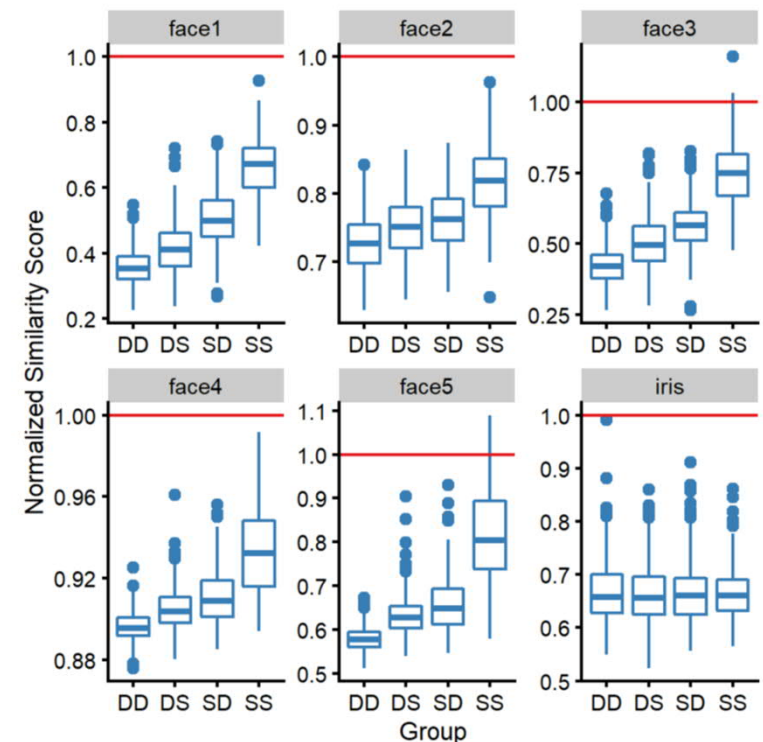 face1 face2 face3
1.0 0.8 0.6 0.4 0.2
1.0 0.9 0.8 0.7
1.00 0.75 0.50 0.25
DD DS SD SS DD DS SD SS DD DS SD SS
Normalized Similarity Score
face4 face5 iris
1.00 0.96 0.92 0.88
1.1 1.0 0.9 0.8 0.7 0.6 0.5
1.0 0.9 0.8 0.7 0.6 0.5
DD DS SD SS DD DS SD SS DD DS SD SS
Group